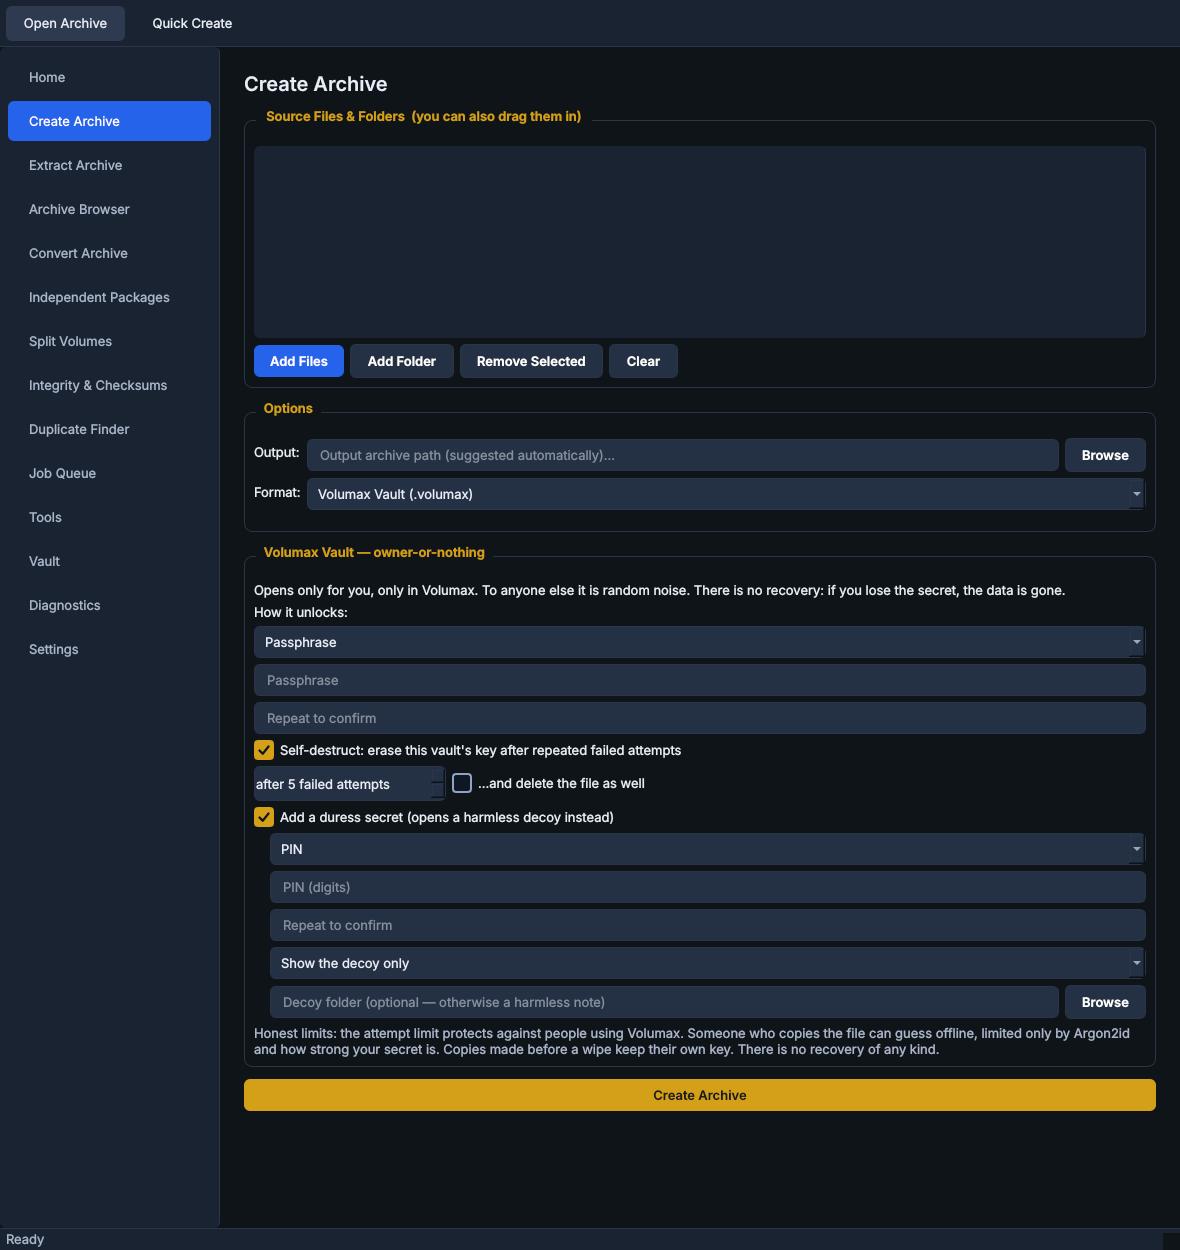 Open Archive
Quick Create
Home
Create Archive
Extract Archive
Archive Browser
Convert Archive
Independent Packages
Split Volumes
Integrity & Checksums
Duplicate Finder
Job Queue
Tools
Vault
Diagnostics
Settings
Create Archive
Source Files & Folders (you can also drag them in)
Add Files
Add Folder
Remove Selected
Clear
Options
Output:
Output archive path (suggested automatically)...
Browse
Format:
Volumax Vault (.volumax)
Volumax Vault — owner-or-nothing
Opens only for you, only in Volumax. To anyone else it is random noise. There is no recovery: if you lose the secret, the data is gone.
How it unlocks:
Passphrase
Passphrase
Repeat to confirm
Self-destruct: erase this vault's key after repeated failed attempts
after 5 failed attempts
...and delete the file as well
Add a duress secret (opens a harmless decoy instead)
PIN
PIN (digits)
Repeat to confirm
Show the decoy only
Decoy folder (optional — otherwise a harmless note)
Browse
Honest limits: the attempt limit protects against people using Volumax. Someone who copies the file can guess offline, limited only by Argon2id
and how strong your secret is. Copies made before a wipe keep their own key. There is no recovery of any kind.
Create Archive
Ready